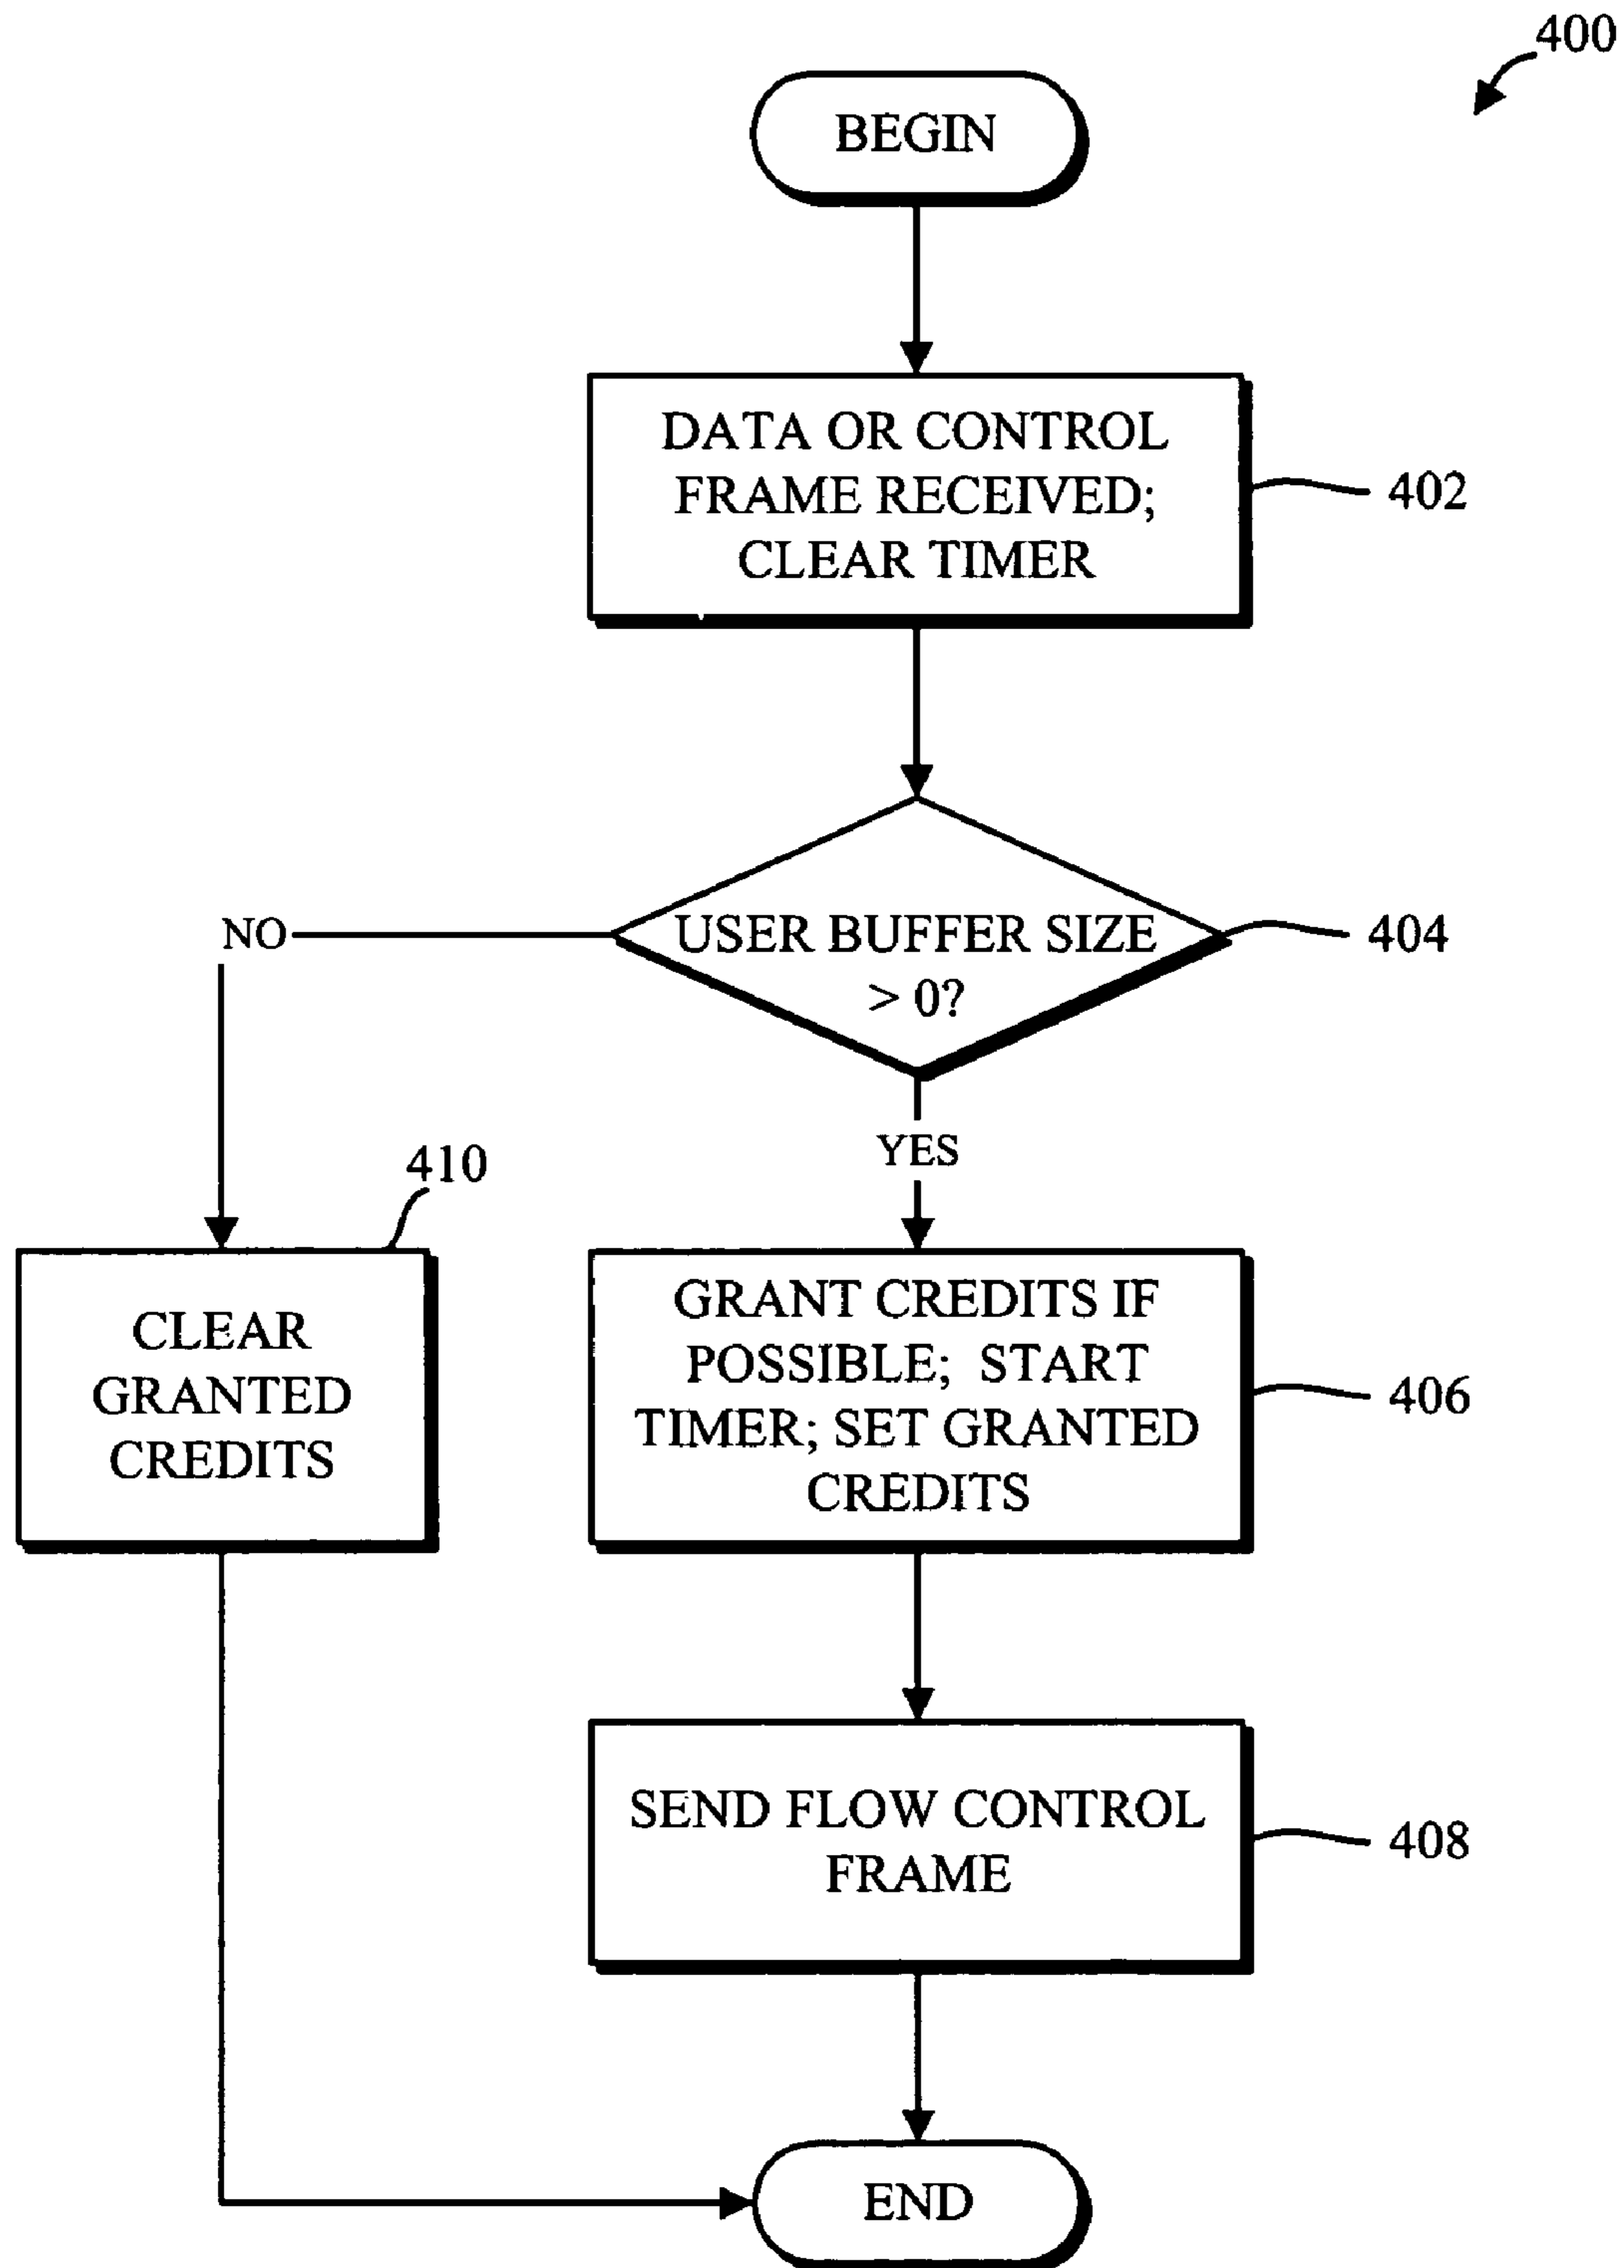 400
BEGIN
DATA OR CONTROL
FRAME RECEIVED;
CLEAR TIMER
402
USER BUFFER SIZE
> 0?
404
NO
YES
410
CLEAR
GRANTED
CREDITS
GRANT CREDITS IF
POSSIBLE; START
TIMER; SET GRANTED
CREDITS
406
SEND FLOW CONTROL
FRAME
408
END